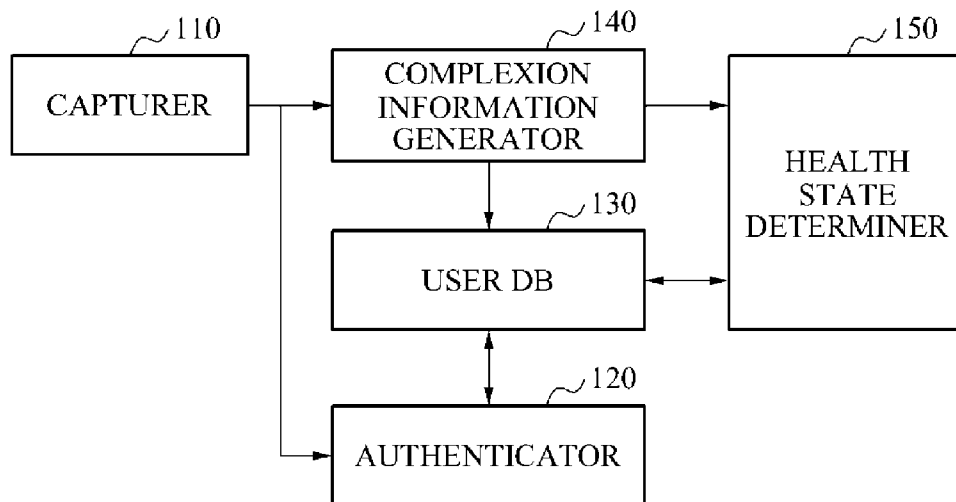 110
CAPTURER
140
COMPLEXION
INFORMATION
GENERATOR
150
HEALTH
STATE
DETERMINER
130
USER DB
120
AUTHENTICATOR